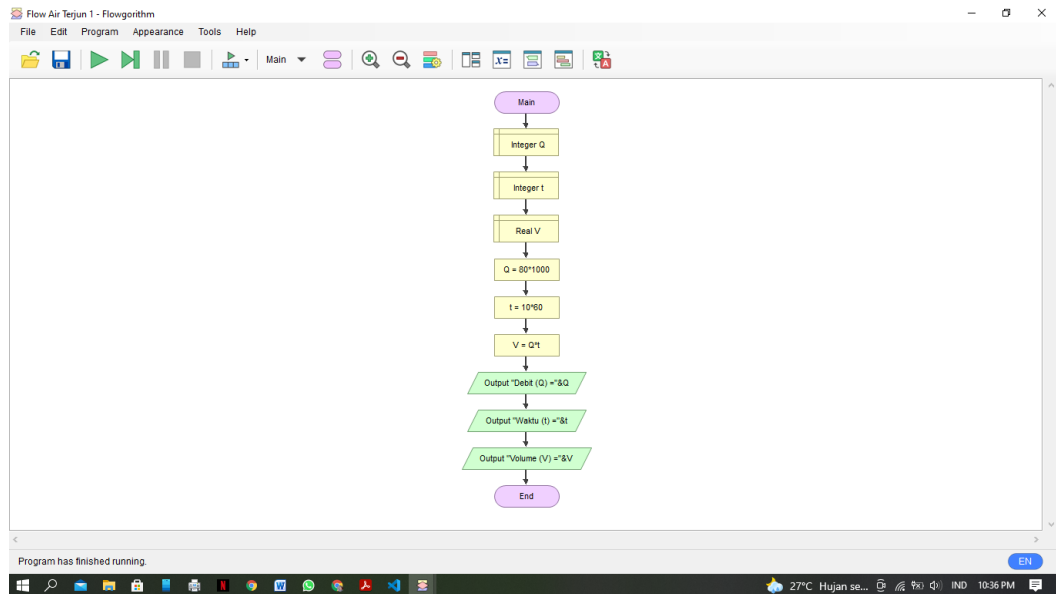 Flow Air Terjun 1 - Flowgorithm
File Edit Program Appearance Tools Help
Main
x=
Main
Integer Q
Integer t
Real V
Q = 80*1000
t = 10*60
V = Q*t
Output "Debit (Q) ="&Q
Output "Waktu (t) ="&t
Output "Volume (V) ="&V
End
Program has finished running.
EN
27°C Hujan se... IND 10:36 PM